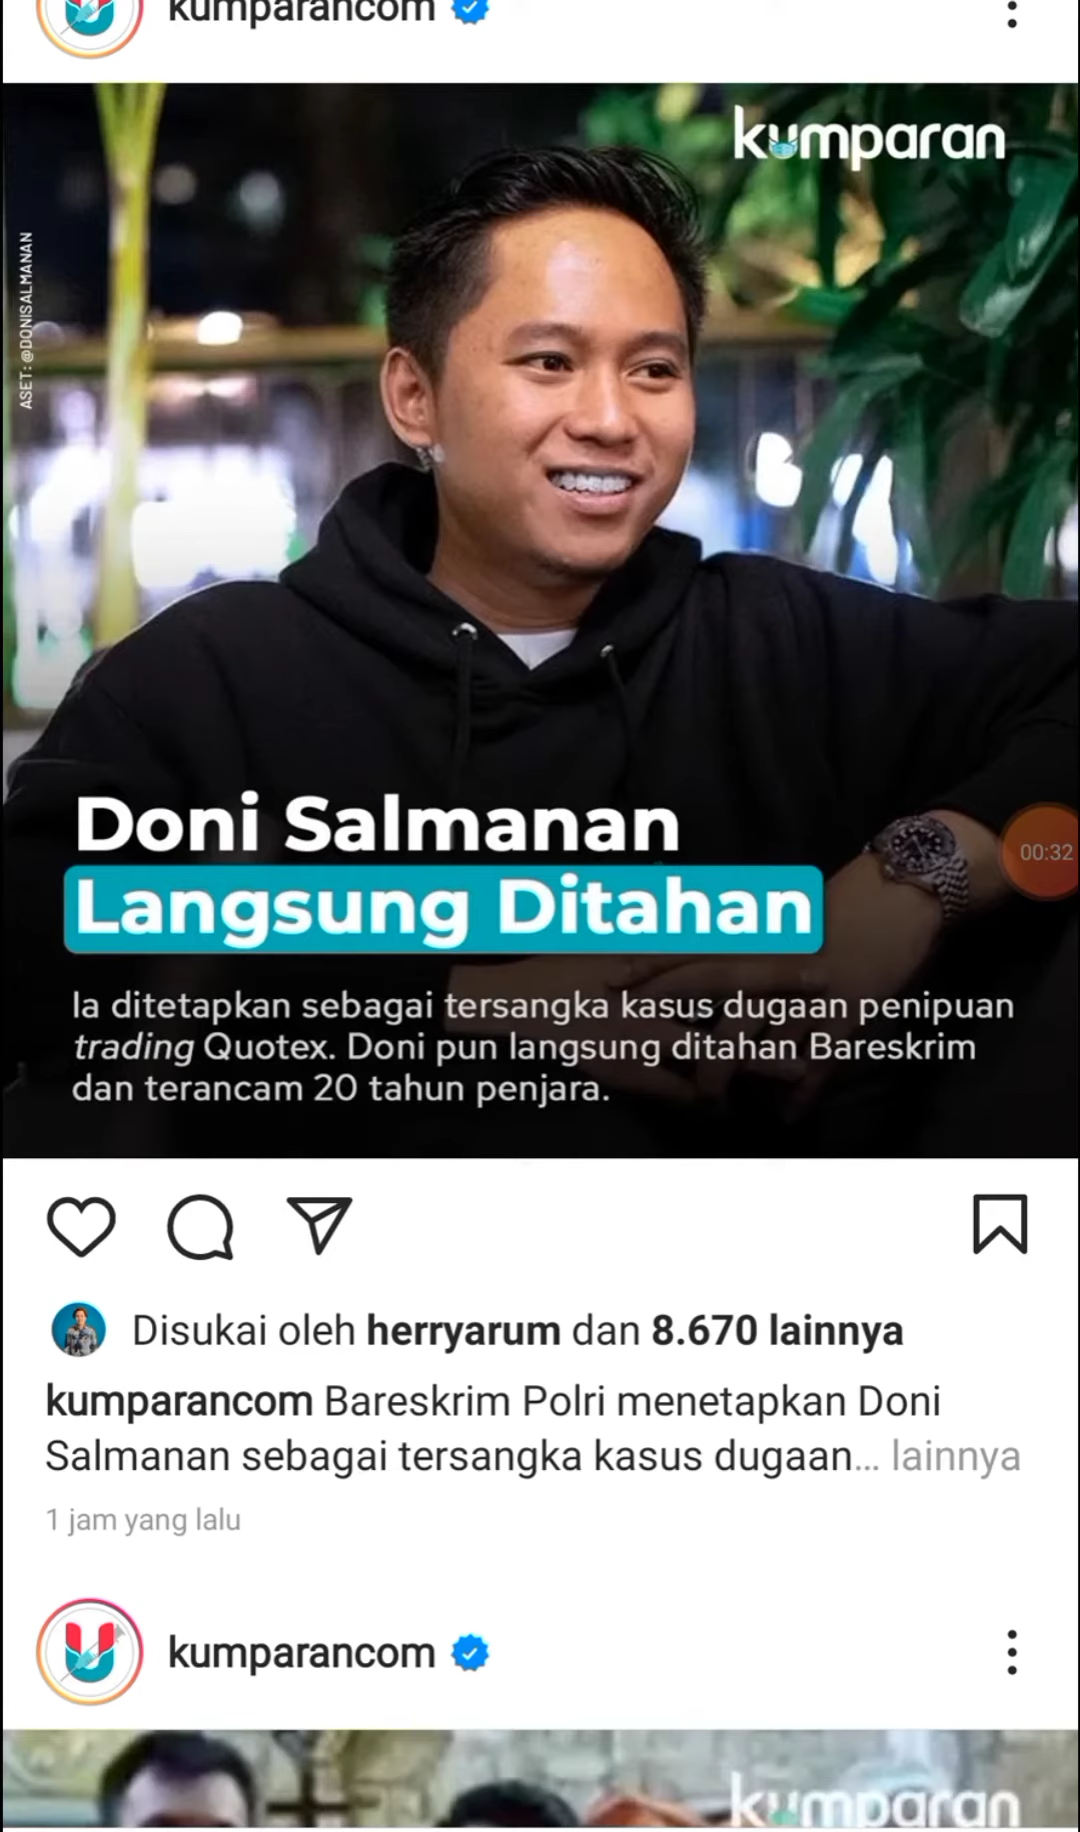 kumparancom
kumparan
ASET: @DONISALMANAN
Doni Salmanan
Langsung Ditahan
Ia ditetapkan sebagai tersangka kasus dugaan penipuan
trading Quotex. Doni pun langsung ditahan Bareskrim
dan terancam 20 tahun penjara.
00:32
Disukai oleh herryarum dan 8.670 lainnya
kumparancom Bareskrim Polri menetapkan Doni
Salmanan sebagai tersangka kasus dugaan... lainnya
1 jam yang lalu
kumparancom
kumparan